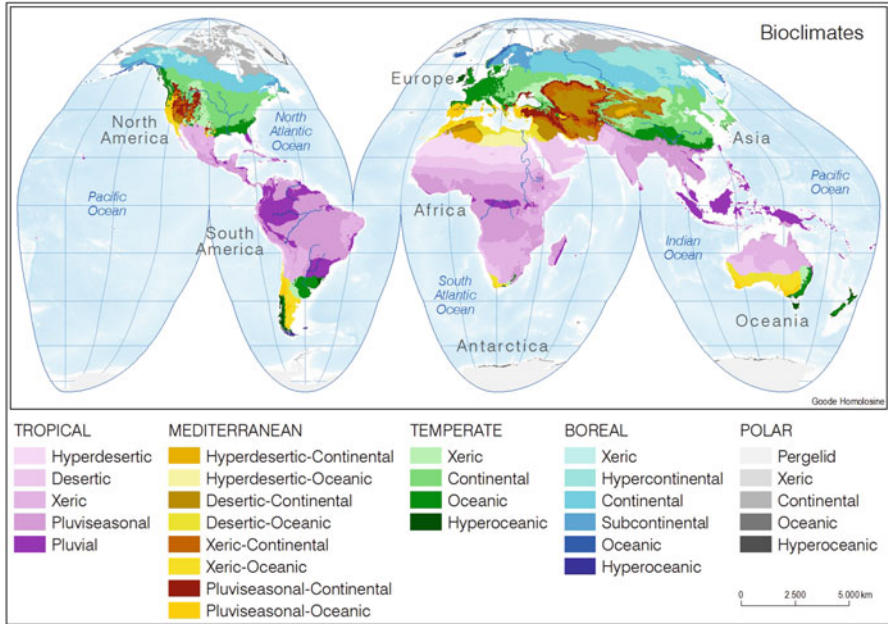 Bioclimates
Europe
North
America
North
Atlantic
Ocean
Asia
Pacific
Ocean
Pacific
Ocean
Africa
South
America
Indian
Ocean
South
Atlantic
Ocean
Oceania
Antarctica
Goode Homolosine
TROPICAL
Hyperdesertic
Desertic
Xeric
Pluviseasonal
Pluvial
MEDITERRANEAN
Hyperdesertic-Continental
Hyperdesertic-Oceanic
Desertic-Continental
Desertic-Oceanic
Xeric-Continental
Xeric-Oceanic
Pluviseasonal-Continental
Pluviseasonal-Oceanic
TEMPERATE
Xeric
Continental
Oceanic
Hyperoceanic
BOREAL
Xeric
Hypercontinental
Continental
Subcontinental
Oceanic
Hyperoceanic
POLAR
Pergelid
Xeric
Continental
Oceanic
Hyperoceanic
0 2.500 5.000 km